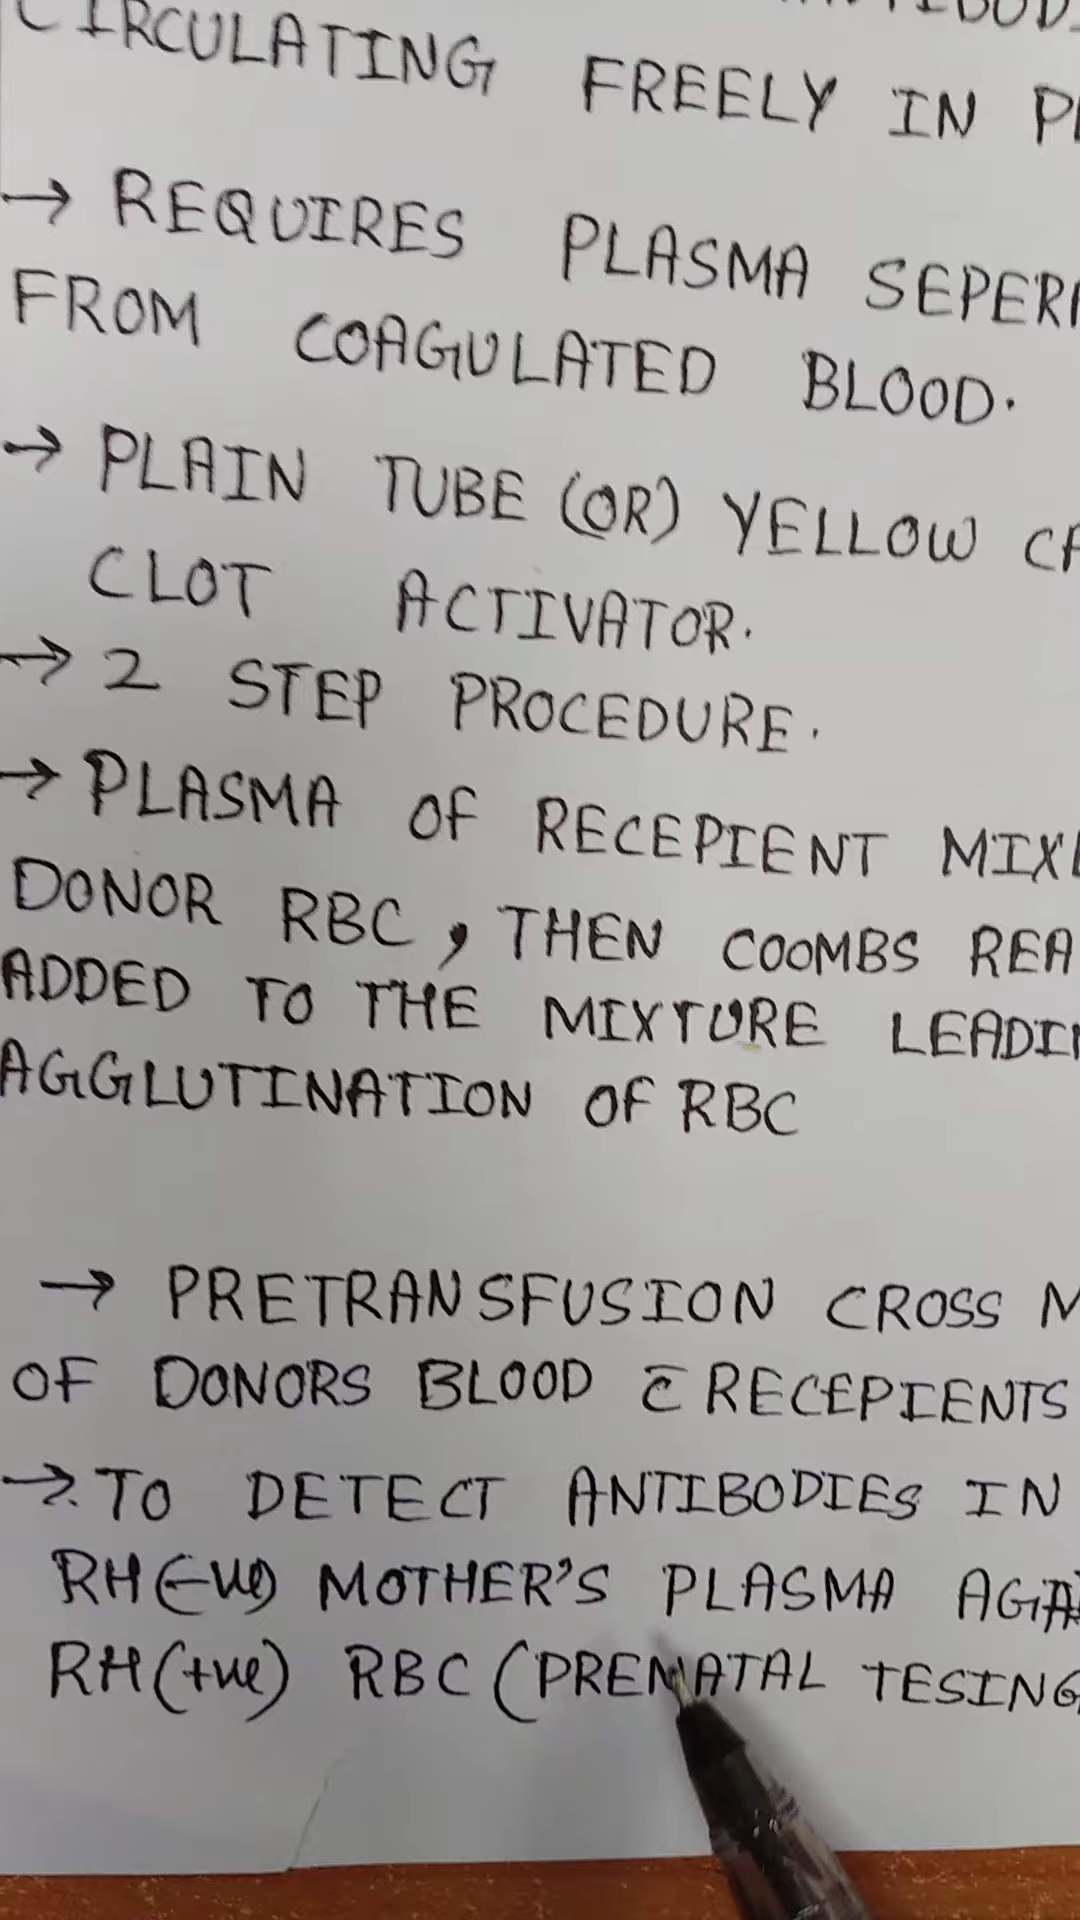 CIRCULATING FREELY IN
→ REQUIRES PLASMA
FROM COAGULATED BLOOD.
→ PLAIN TUBE (OR) YELLOW
CLOT ACTIVATOR.
→ 2 STEP PROCEDURE.
→ PLASMA OF RECEPIENT
DONOR RBC, THEN COOMBS
ADDED TO THE MIXTURE
AGGLUTINATION OF RBC
→ PRETRANSFUSION CROSS
OF DONORS BLOOD c̅ RECEPIENTS
→ TO DETECT ANTIBODIES IN
RH (-ve) MOTHER'S PLASMA
RH (+ve) RBC (PRENATAL TESING